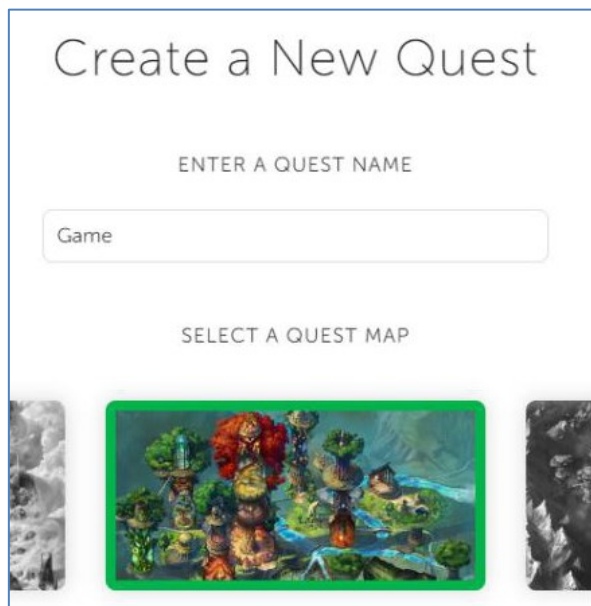 Create a New Quest
ENTER A QUEST NAME
Game
SELECT A QUEST MAP